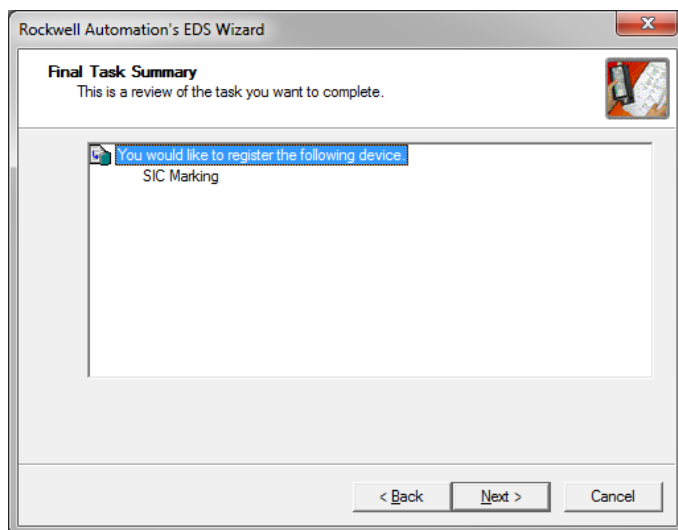 Rockwell Automation's EDS Wizard
Final Task Summary
This is a review of the task you want to complete.
You would like to register the following device.
SIC Marking
< Back
Next >
Cancel